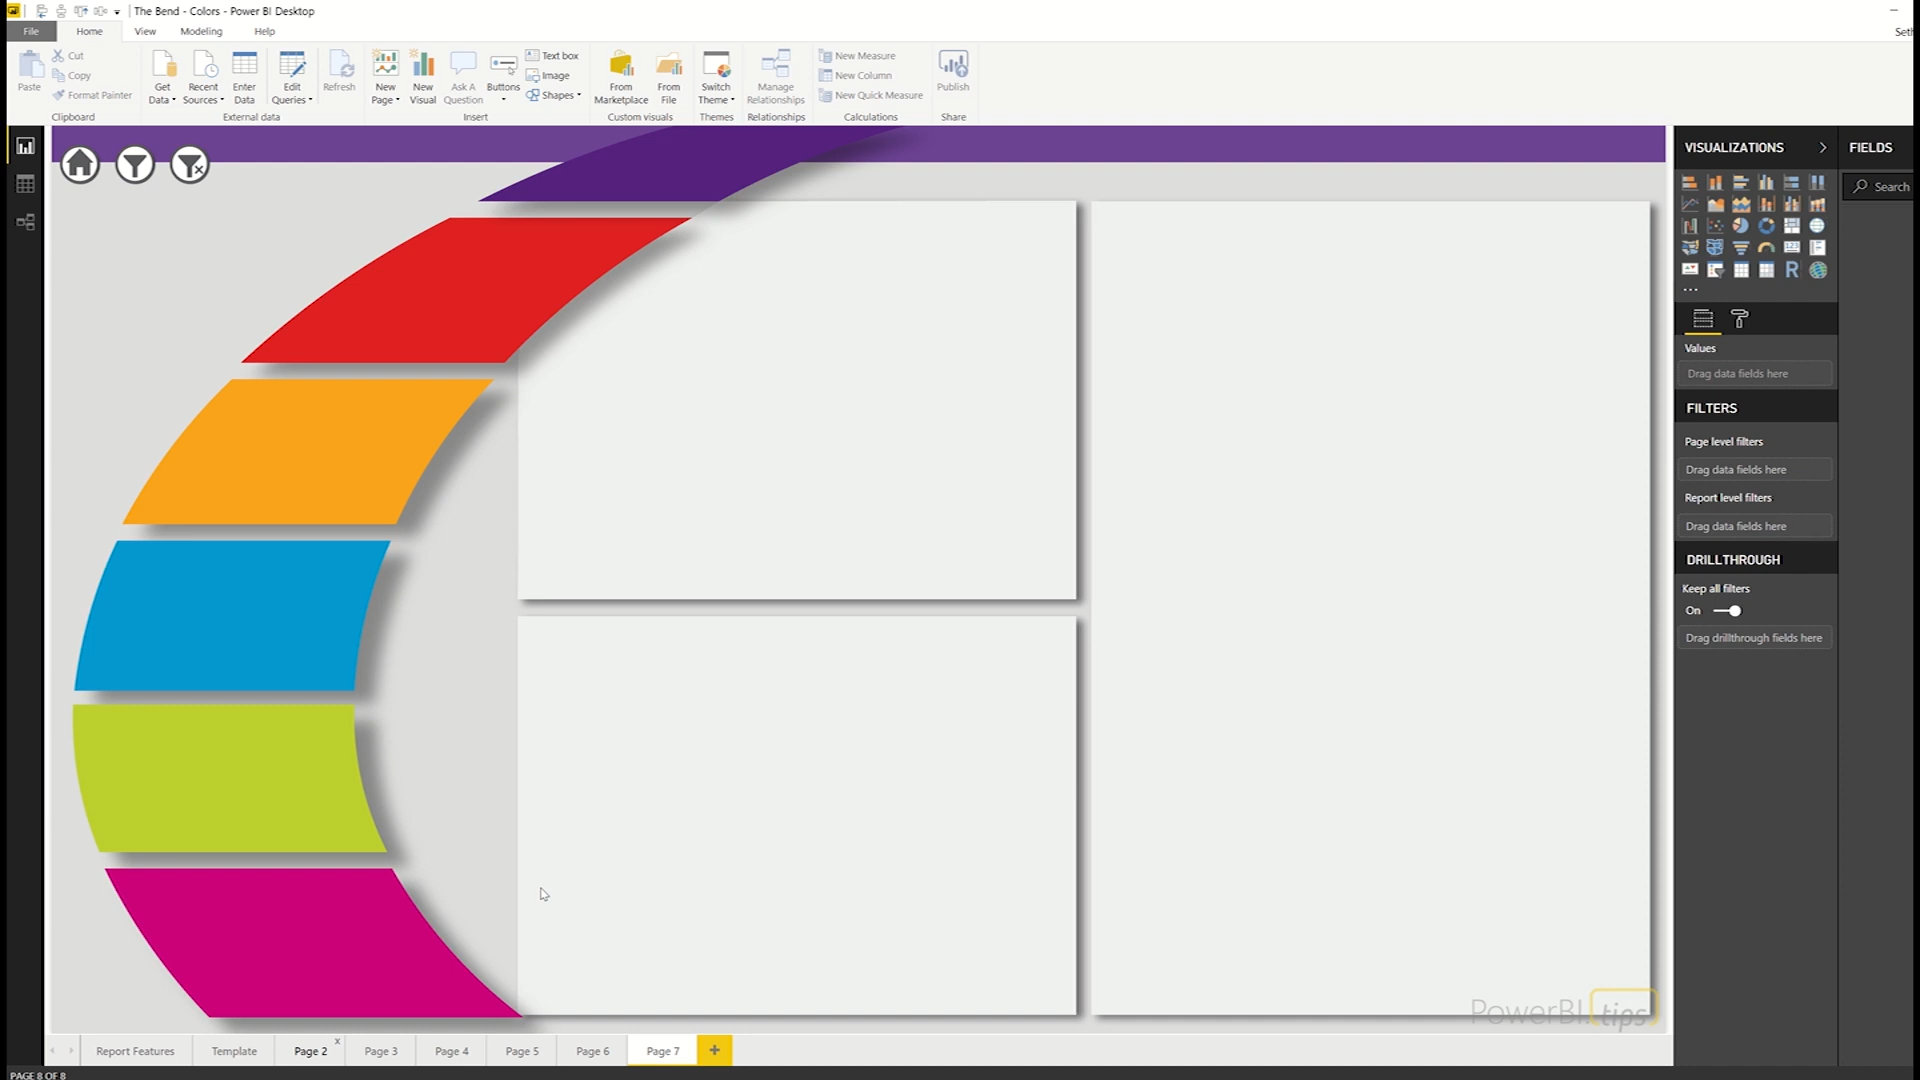 The Bend - Colors - Power BI Desktop
File Home View Modeling Help
Seth
Paste
Cut
Copy
Format Painter
Clipboard
Get Data
Recent Sources
Enter Data
Edit Queries
Refresh
External data
New Page
New Visual
Ask A Question
Buttons
Text box
Image
Shapes
Insert
From Marketplace
From File
Custom visuals
Switch Theme
Themes
Manage Relationships
Relationships
New Measure
New Column
New Quick Measure
Calculations
Publish
Share
VISUALIZATIONS
FIELDS
Search
R
Values
Drag data fields here
FILTERS
Page level filters
Drag data fields here
Report level filters
Drag data fields here
DRILLTHROUGH
Keep all filters
On
Drag drillthrough fields here
PowerBI.tips
Report Features Template Page 2 x Page 3 Page 4 Page 5 Page 6 Page 7 +
PAGE 8 OF 8